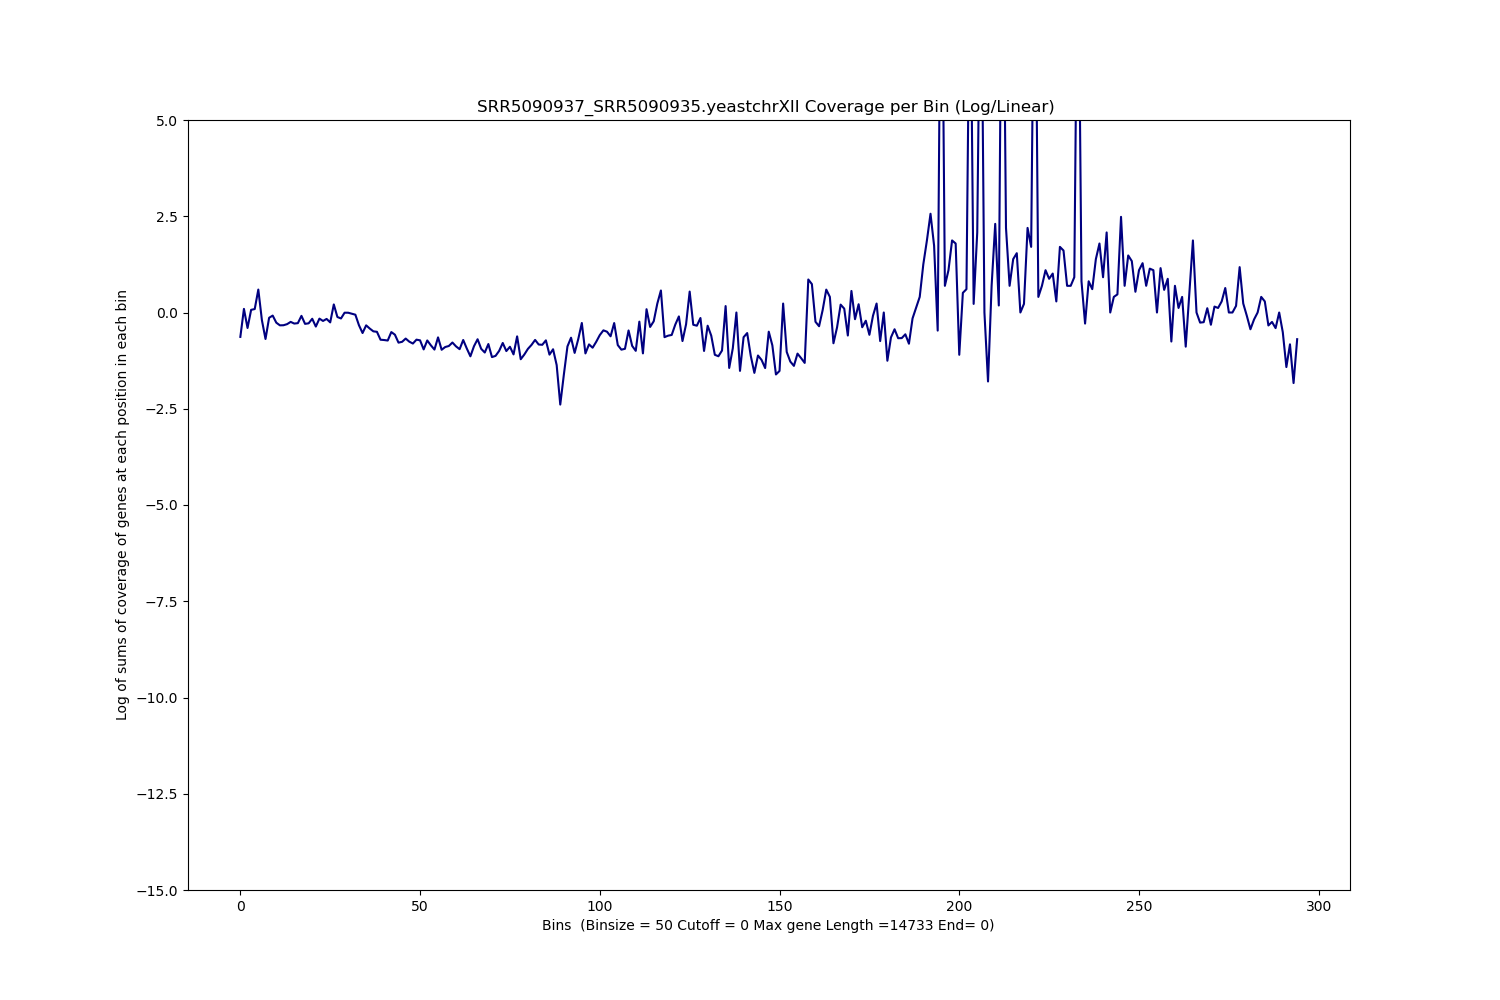 SRR5090937_SRR5090935.yeastchrXII Coverage per Bin (Log/Linear)
Log of sums of coverage of genes at each position in each bin
5.0
2.5
0.0
−2.5
−5.0
−7.5
−10.0
−12.5
−15.0
0 50 100 150 200 250 300
Bins  (Binsize = 50 Cutoff = 0 Max gene Length =14733 End= 0)